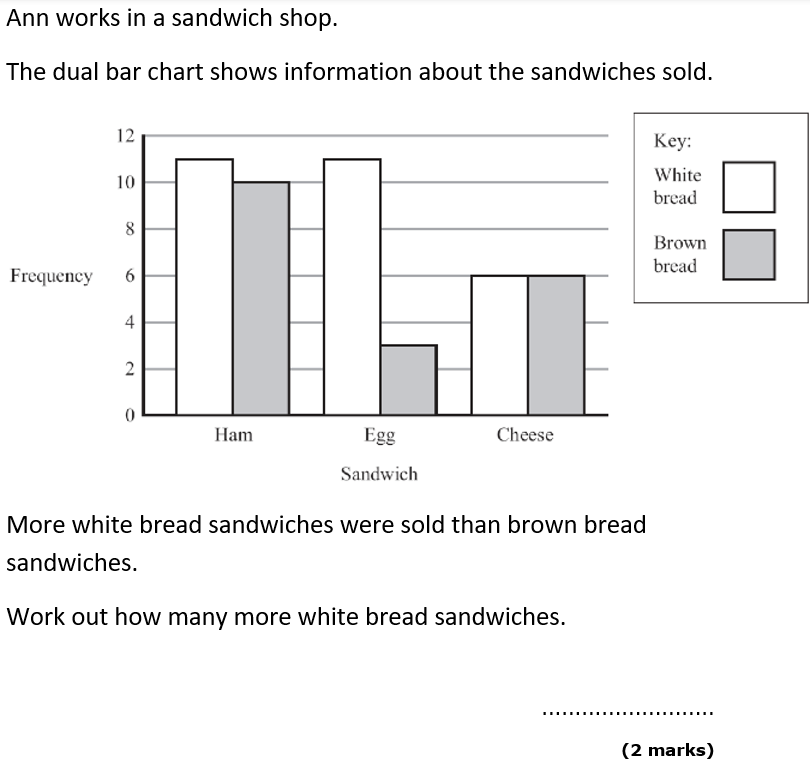 Ann works in a sandwich shop.
The dual bar chart shows information about the sandwiches sold.
12
10
8
6
4
2
0
Frequency
Ham
Egg
Cheese
Sandwich
Key:
White
bread
Brown
bread
More white bread sandwiches were sold than brown bread
sandwiches.
Work out how many more white bread sandwiches.
..........................
(2 marks)